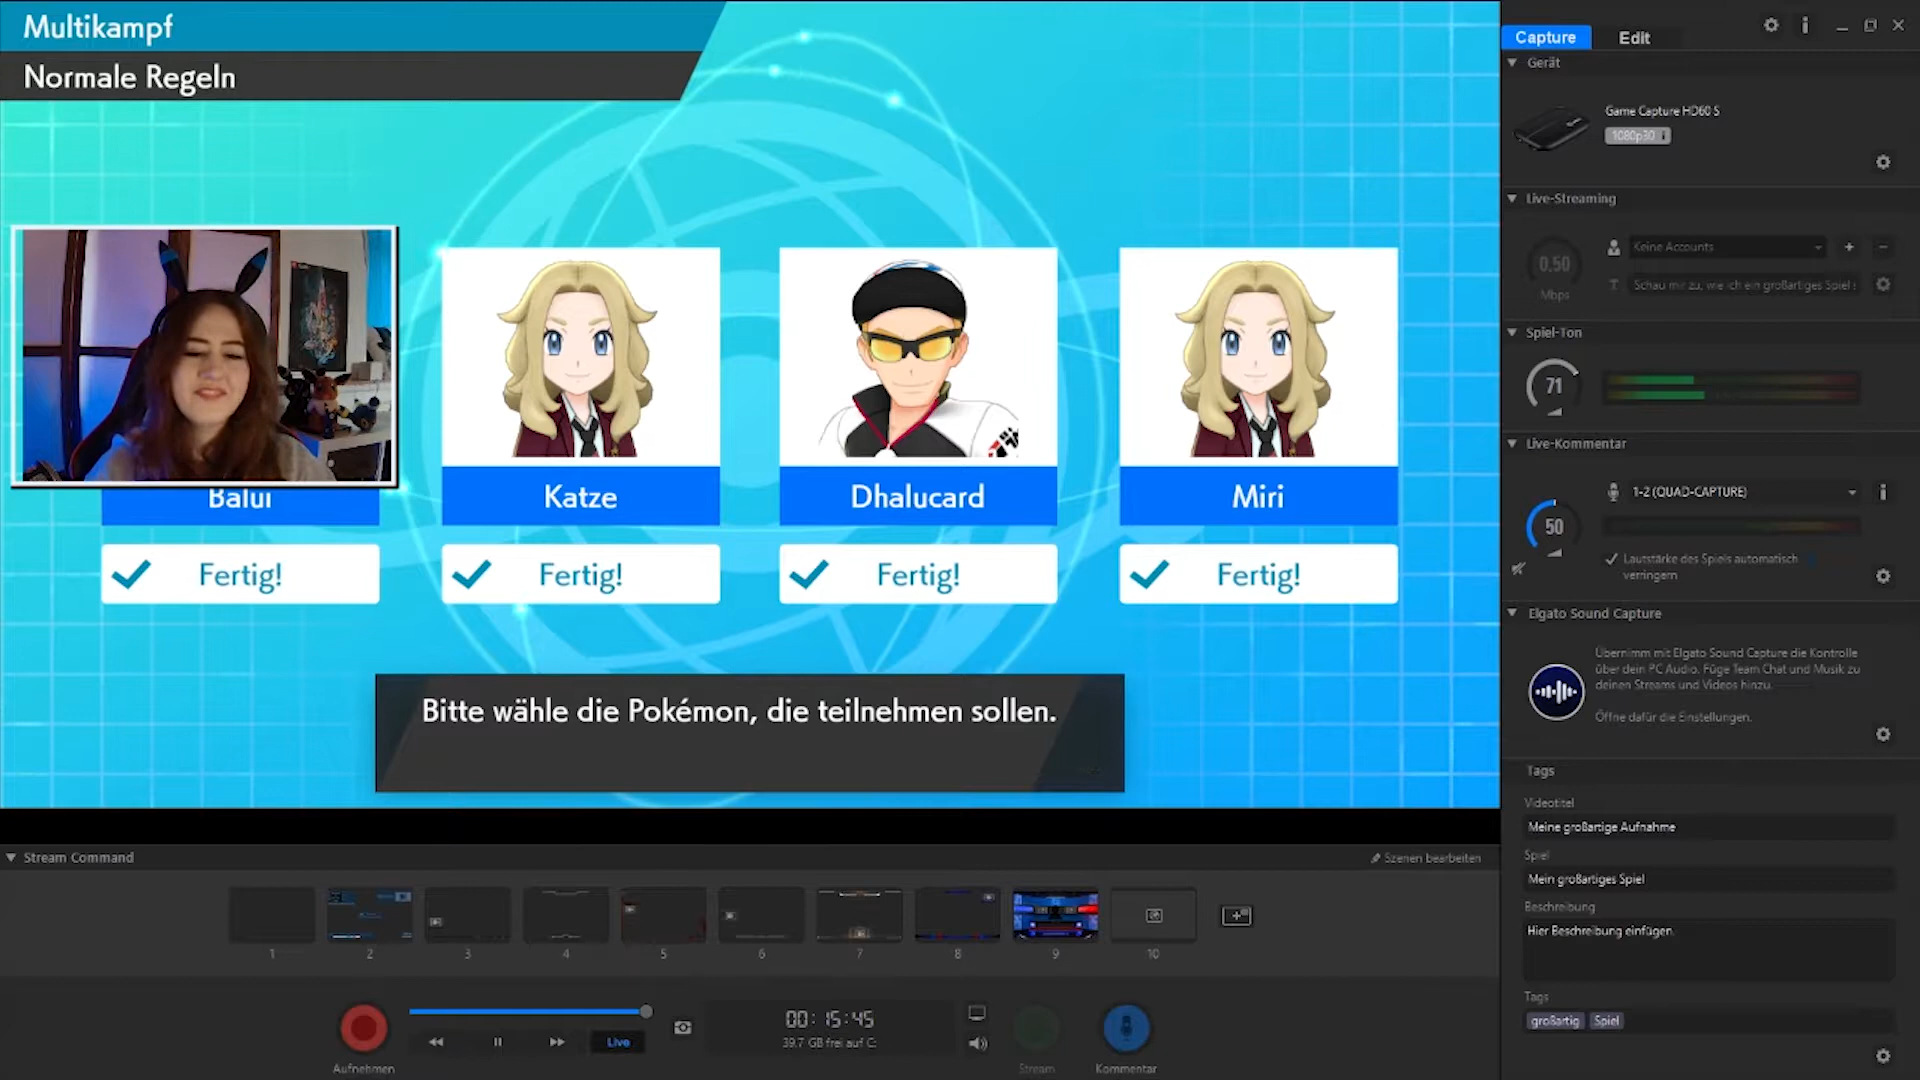 Multikampf
Normale Regeln
Balui
Katze
Dhalucard
Miri
Fertig!
Fertig!
Fertig!
Fertig!
Bitte wähle die Pokémon, die teilnehmen sollen.
Capture
Edit
Gerät
Game Capture HD60 S
1080p30
Live-Streaming
0.50
Mbps
Keine Accounts
Schau mir zu, wie ich ein großartiges Spiel s
Spiel-Ton
71
Live-Kommentar
50
1-2 (QUAD-CAPTURE)
Lautstärke des Spiels automatisch
verringern
Elgato Sound Capture
Übernimm mit Elgato Sound Capture die Kontrolle
über dein PC Audio. Füge Team Chat und Musik zu
deinen Streams und Videos hinzu.
Öffne dafür die Einstellungen.
Tags
Videotitel
Meine großartige Aufnahme
Spiel
Mein großartiges Spiel
Beschreibung
Hier Beschreibung einfügen.
Tags
großartig
Spiel
Stream Command
Szenen bearbeiten
1
2
3
4
5
6
7
8
9
10
Aufnehmen
Live
00:15:45
39.7 GB frei auf C:
Stream
Kommentar